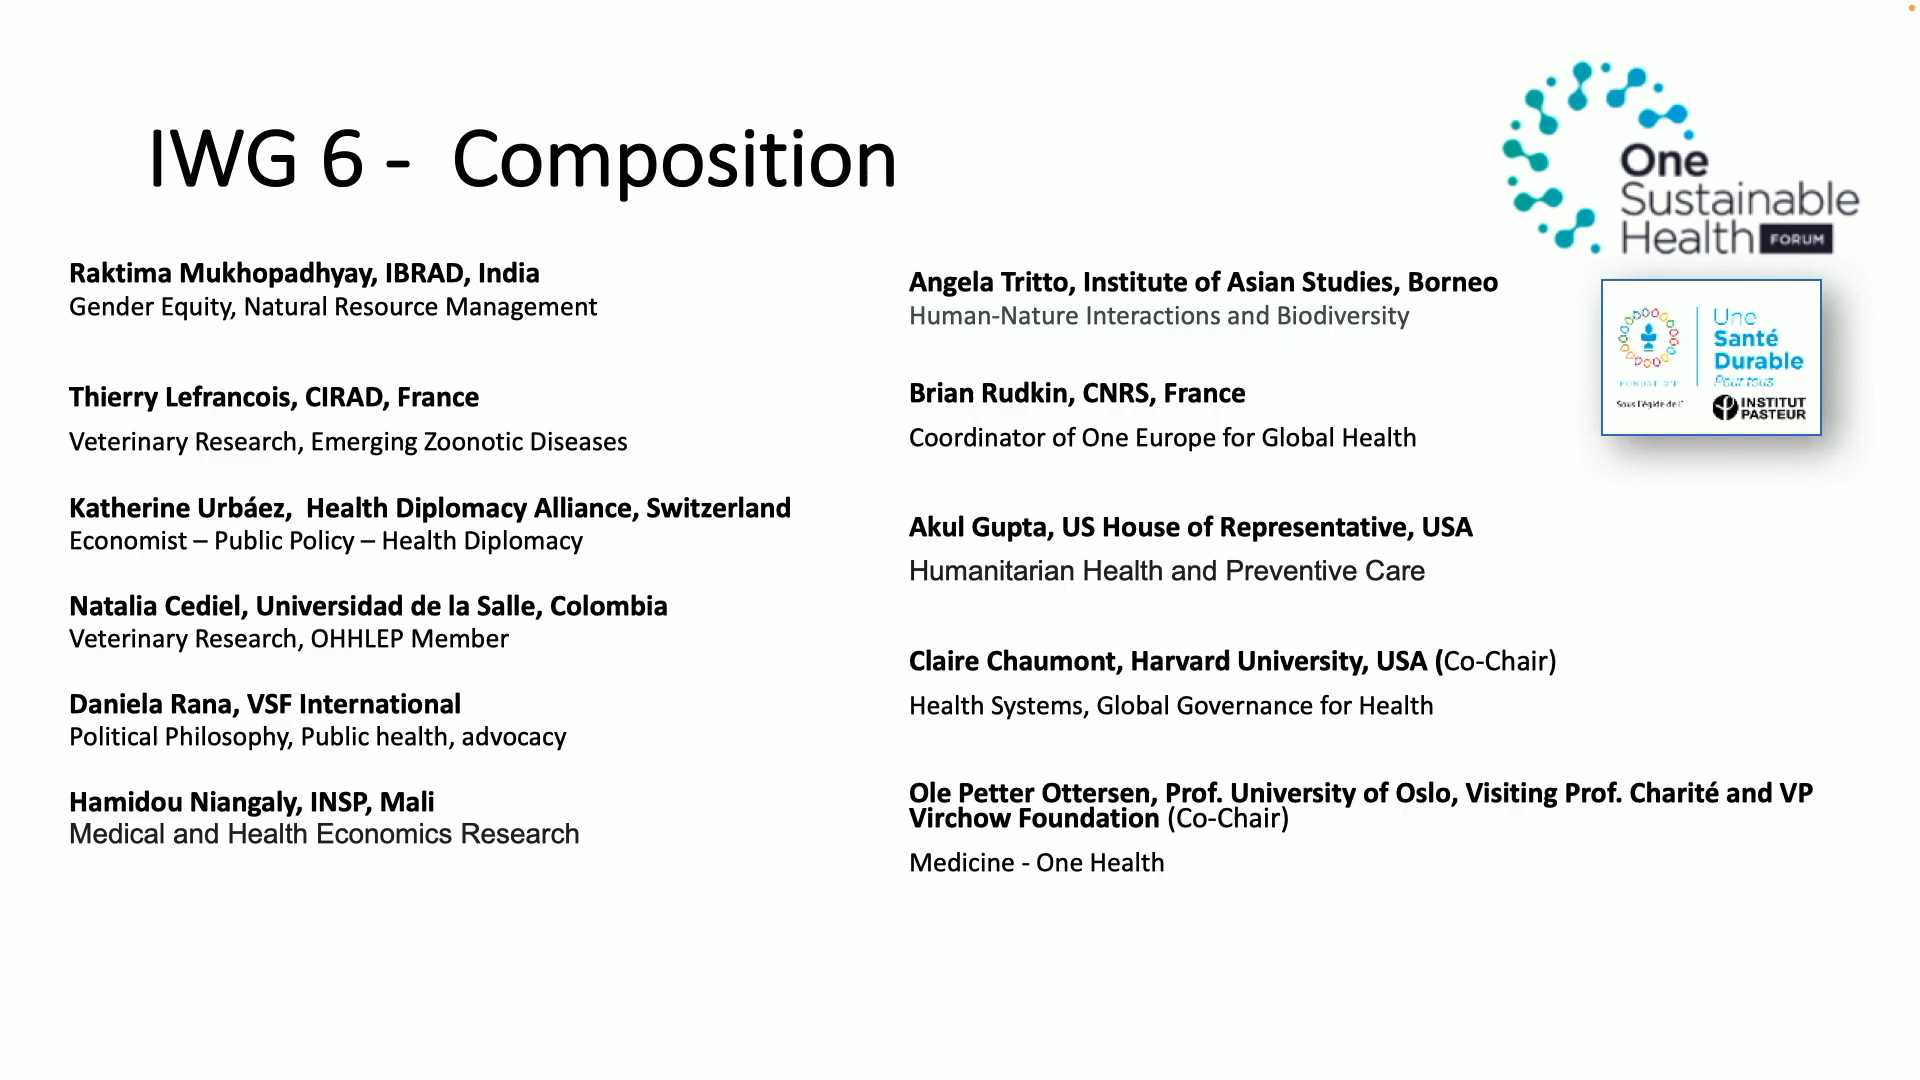 IWG 6 - Composition
One
Sustainable
Health FORUM
Raktima Mukhopadhyay, IBRAD, India
Gender Equity, Natural Resource Management
Thierry Lefrancois, CIRAD, France
Veterinary Research, Emerging Zoonotic Diseases
Katherine Urbáez,  Health Diplomacy Alliance, Switzerland
Economist – Public Policy – Health Diplomacy
Natalia Cediel, Universidad de la Salle, Colombia
Veterinary Research, OHHLEP Member
Daniela Rana, VSF International
Political Philosophy, Public health, advocacy
Hamidou Niangaly, INSP, Mali
Medical and Health Economics Research
Angela Tritto, Institute of Asian Studies, Borneo
Human-Nature Interactions and Biodiversity
Brian Rudkin, CNRS, France
Coordinator of One Europe for Global Health
Akul Gupta, US House of Representative, USA
Humanitarian Health and Preventive Care
Claire Chaumont, Harvard University, USA (Co-Chair)
Health Systems, Global Governance for Health
Ole Petter Ottersen, Prof. University of Oslo, Visiting Prof. Charité and VP
Virchow Foundation (Co-Chair)
Medicine - One Health
Une
Santé
Durable
Pour tous
FONDATION
Sous l'égide de l'
INSTITUT
PASTEUR